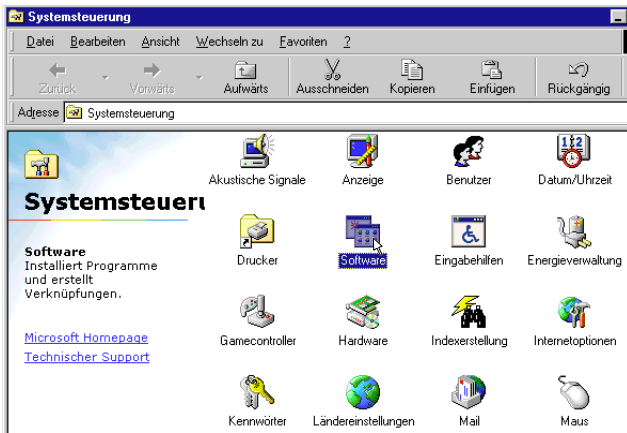 Systemsteuerung
Datei Bearbeiten Ansicht Wechseln zu Favoriten ?
Zurück Vorwärts Aufwärts Ausschneiden Kopieren Einfügen Rückgängig
Adresse Systemsteuerung
Akustische Signale Anzeige Benutzer Datum/Uhrzeit
Systemsteueru
Software
Installiert Programme
und erstellt
Verknüpfungen.
Drucker Software Eingabehilfen Energieverwaltung
Microsoft Homepage
Technischer Support
Gamecontroller Hardware Indexerstellung Internetoptionen
Kennwörter Ländereinstellungen Mail Maus